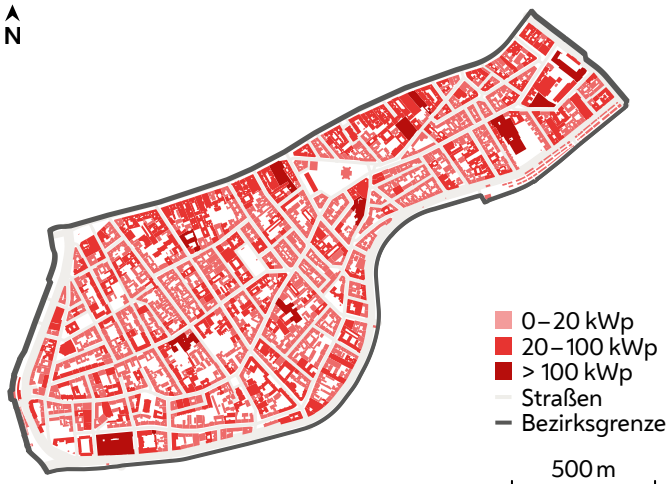 N
0–20 kWp
20–100 kWp
> 100 kWp
Straßen
Bezirksgrenze
500 m